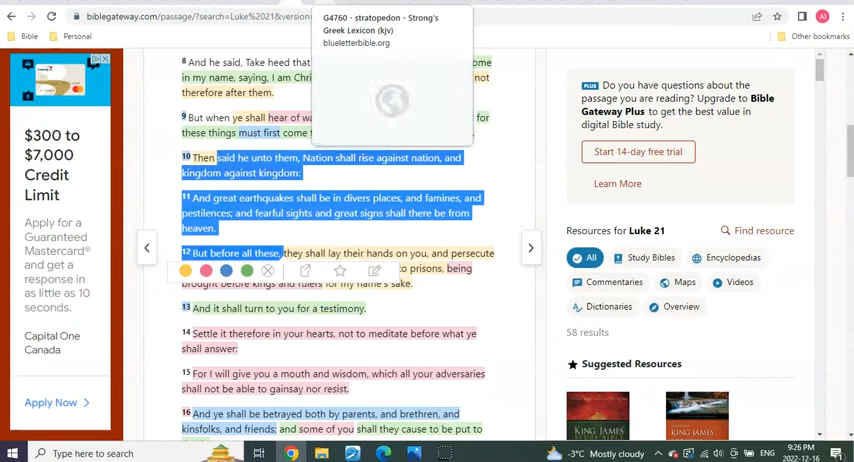 biblegateway.com/passage/?search=Luke%2021&version
Bible
Personal
Other bookmarks
AI
G4760 - stratopedon - Strong's
Greek Lexicon (kjv)
blueletterbible.org
$300 to
$7,000
Credit
Limit
Apply for a
Guaranteed
Mastercard®
and get a
response in
as little as 10
seconds.
Capital One
Canada
Apply Now
8 And he said, Take heed that
in my name, saying, I am Chri
therefore after them.
ome
not
9 But when ye shall hear of wa
for
these things must first come t
10 Then said he unto them, Nation shall rise against nation, and
kingdom against kingdom:
11 And great earthquakes shall be in divers places, and famines, and
pestilences; and fearful sights and great signs shall there be from
heaven.
12 But before all these, they shall lay their hands on you, and persecute
to prisons, being
brought before kings and rulers for my name's sake.
13 And it shall turn to you for a testimony.
14 Settle it therefore in your hearts, not to meditate before what ye
shall answer:
15 For I will give you a mouth and wisdom, which all your adversaries
shall not be able to gainsay nor resist.
16 And ye shall be betrayed both by parents, and brethren, and
kinsfolks, and friends; and some of you shall they cause to be put to
PLUS Do you have questions about the
passage you are reading? Upgrade to Bible
Gateway Plus to get the best value in
digital Bible study.
Start 14-day free trial
Learn More
Resources for Luke 21
Find resource
All
Study Bibles
Encyclopedias
Commentaries
Maps
Videos
Dictionaries
Overview
58 results
Suggested Resources
KING JAMES
KING JAMES
Type here to search
-3°C Mostly cloudy
ENG
9:26 PM
2022-12-16